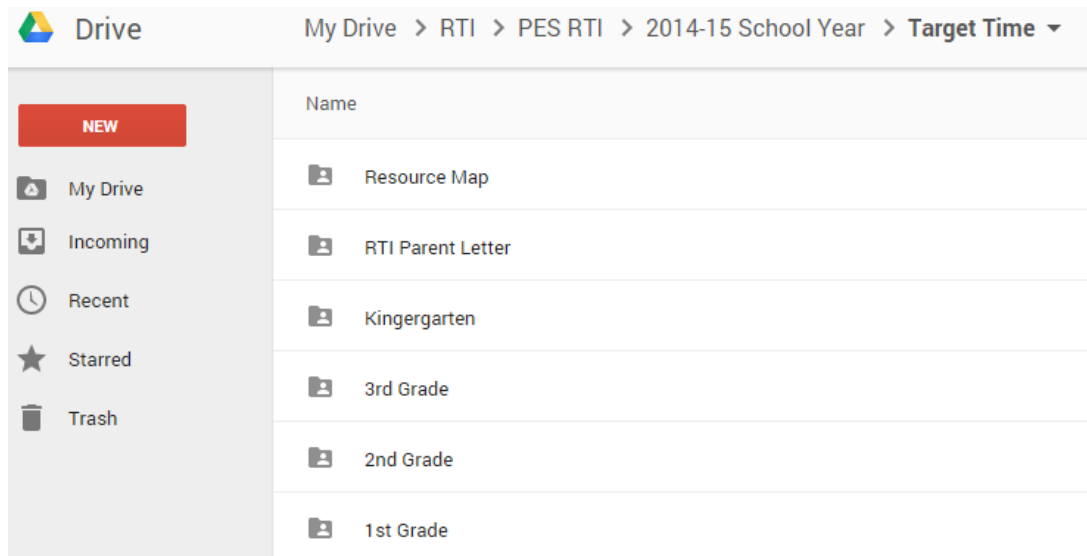 Drive
My Drive > RTI > PES RTI > 2014-15 School Year > Target Time
NEW
My Drive
Incoming
Recent
Starred
Trash
Name
Resource Map
RTI Parent Letter
Kingergarten
3rd Grade
2nd Grade
1st Grade